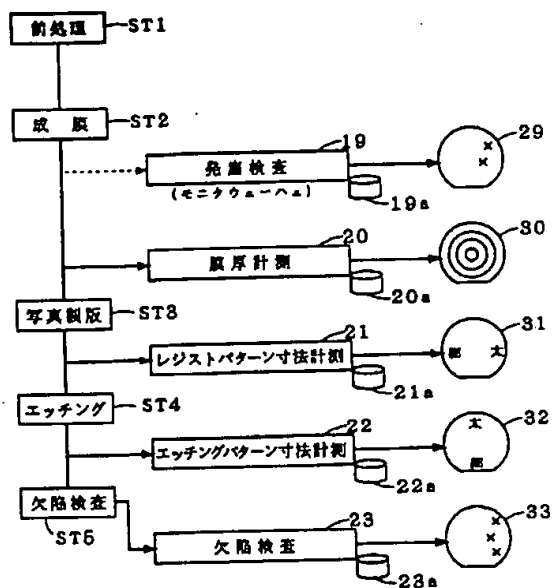 前処理 ST1
成膜 ST2
19
29
発塵検査
(モニタウェーハ)
19a
20
30
膜厚計測
20a
写真製版 ST3
21
31
レジストパターン寸法計測
細 太
21a
エッチング ST4
22
32
エッチングパターン寸法計測
太
細
22a
欠陥検査
ST5
23
33
欠陥検査
23a